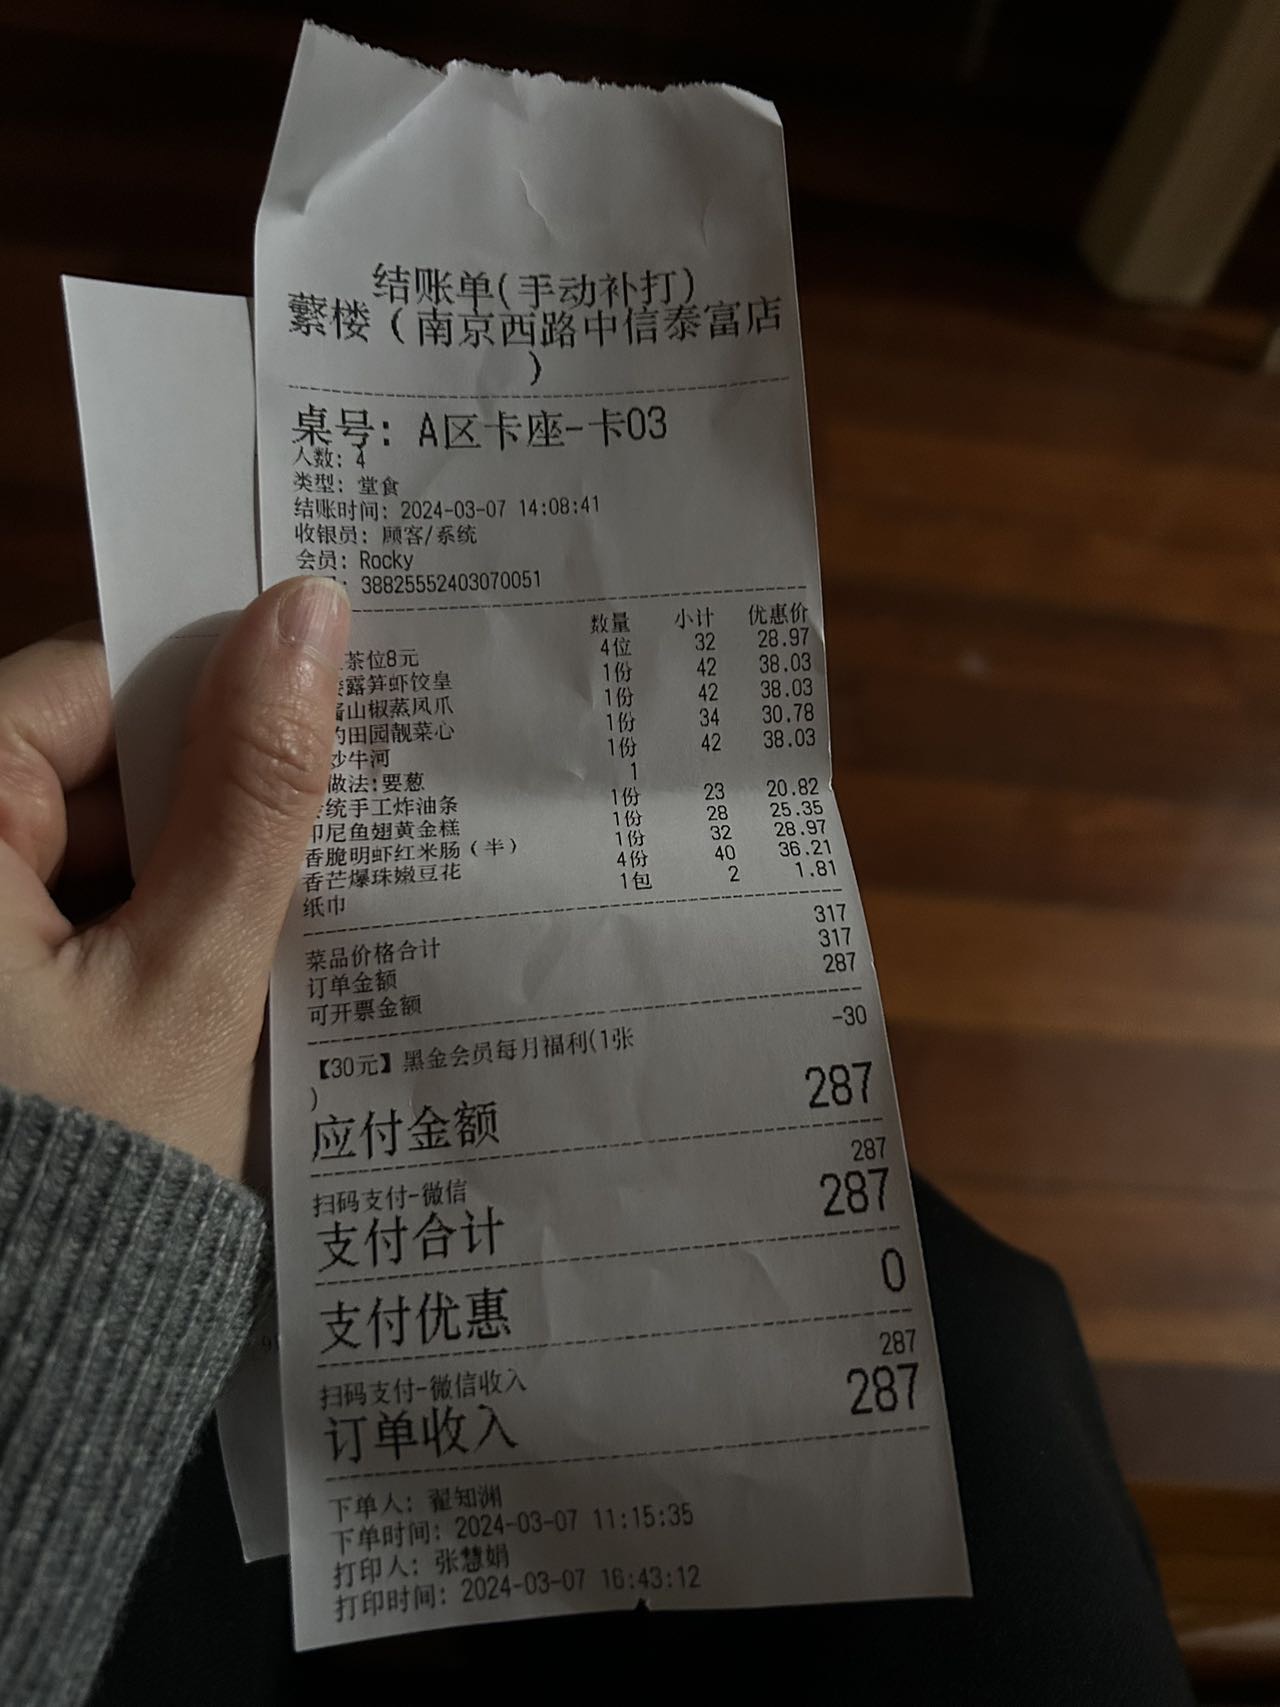 结账单(手动补打)
蘩楼（南京西路中信泰富店
）
桌号: A区卡座-卡03
人数: 4
类型: 堂食
结账时间: 2024-03-07 14:08:41
收银员: 顾客/系统
会员: Rocky
38825552403070051
数量 小计 优惠价
茶位8元 4位 32 28.97
露笋虾饺皇 1份 42 38.03
山椒蒸凤爪 1份 42 38.03
田园靓菜心 1份 34 30.78
炒牛河 1份 42 38.03
做法:要葱 1
统手工炸油条 1份 23 20.82
印尼鱼翅黄金糕 1份 28 25.35
香脆明虾红米肠（半） 1份 32 28.97
香芒爆珠嫩豆花 4份 40 36.21
纸巾 1包 2 1.81
菜品价格合计 317
订单金额 317
可开票金额 287
【30元】黑金会员每月福利(1张 -30
)
应付金额 287
扫码支付-微信 287
支付合计 287
支付优惠 0
扫码支付-微信收入 287
订单收入 287
下单人: 翟知渊
下单时间: 2024-03-07 11:15:35
打印人: 张慧娟
打印时间: 2024-03-07 16:43:12